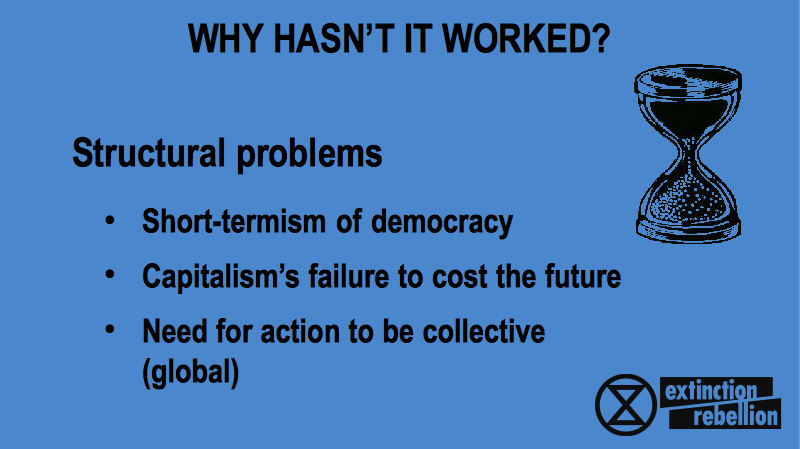 WHY HASN’T IT WORKED?
Structural problems
• Short-termism of democracy
• Capitalism’s failure to cost the future
• Need for action to be collective
(global)
extinction
rebellion